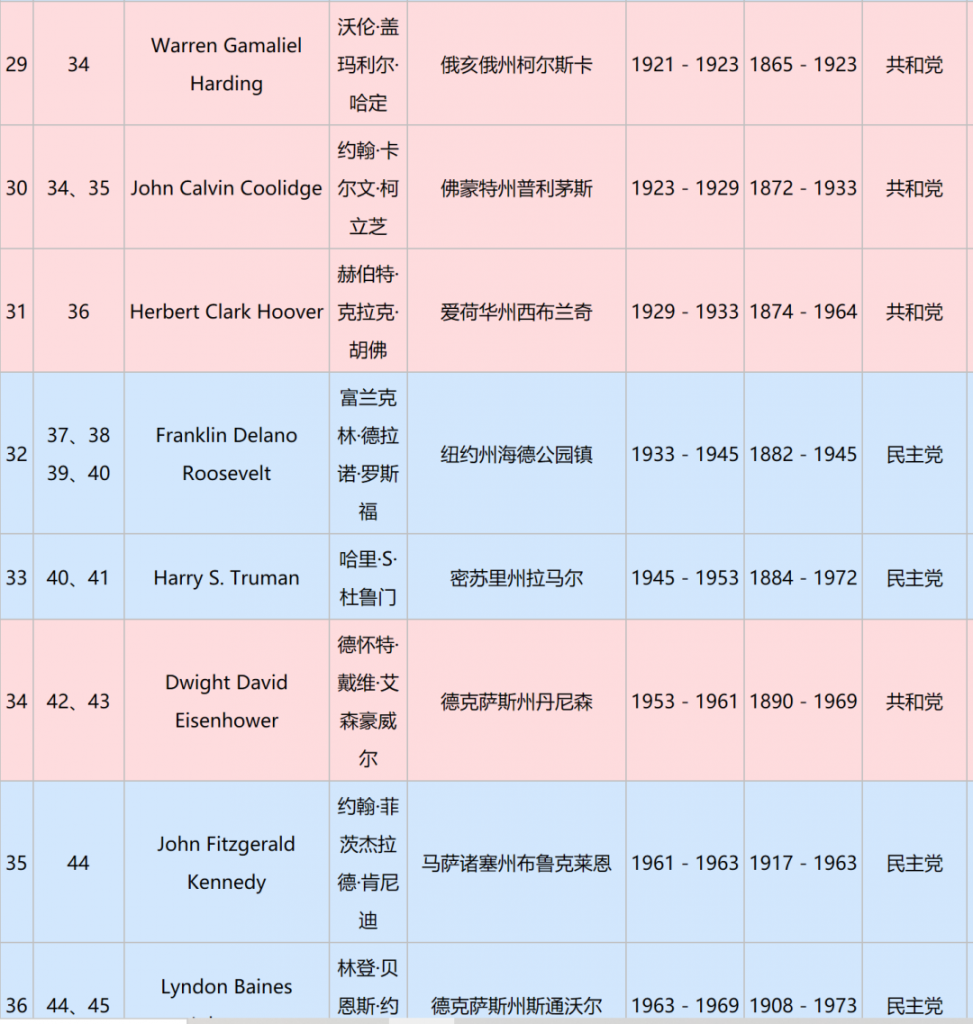 29 34 Warren Gamaliel Harding 沃伦·盖玛利尔·哈定 俄亥俄州柯尔斯卡 1921 - 1923 1865 - 1923 共和党
30 34、35 John Calvin Coolidge 约翰·卡尔文·柯立芝 佛蒙特州普利茅斯 1923 - 1929 1872 - 1933 共和党
31 36 Herbert Clark Hoover 赫伯特·克拉克·胡佛 爱荷华州西布兰奇 1929 - 1933 1874 - 1964 共和党
32 37、38 39、40 Franklin Delano Roosevelt 富兰克林·德拉诺·罗斯福 纽约州海德公园镇 1933 - 1945 1882 - 1945 民主党
33 40、41 Harry S. Truman 哈里·S·杜鲁门 密苏里州拉马尔 1945 - 1953 1884 - 1972 民主党
34 42、43 Dwight David Eisenhower 德怀特·戴维·艾森豪威尔 德克萨斯州丹尼森 1953 - 1961 1890 - 1969 共和党
35 44 John Fitzgerald Kennedy 约翰·菲茨杰拉德·肯尼迪 马萨诸塞州布鲁克莱恩 1961 - 1963 1917 - 1963 民主党
36 44、45 Lyndon Baines 林登·贝恩斯·约 德克萨斯州斯通沃尔 1963 - 1969 1908 - 1973 民主党